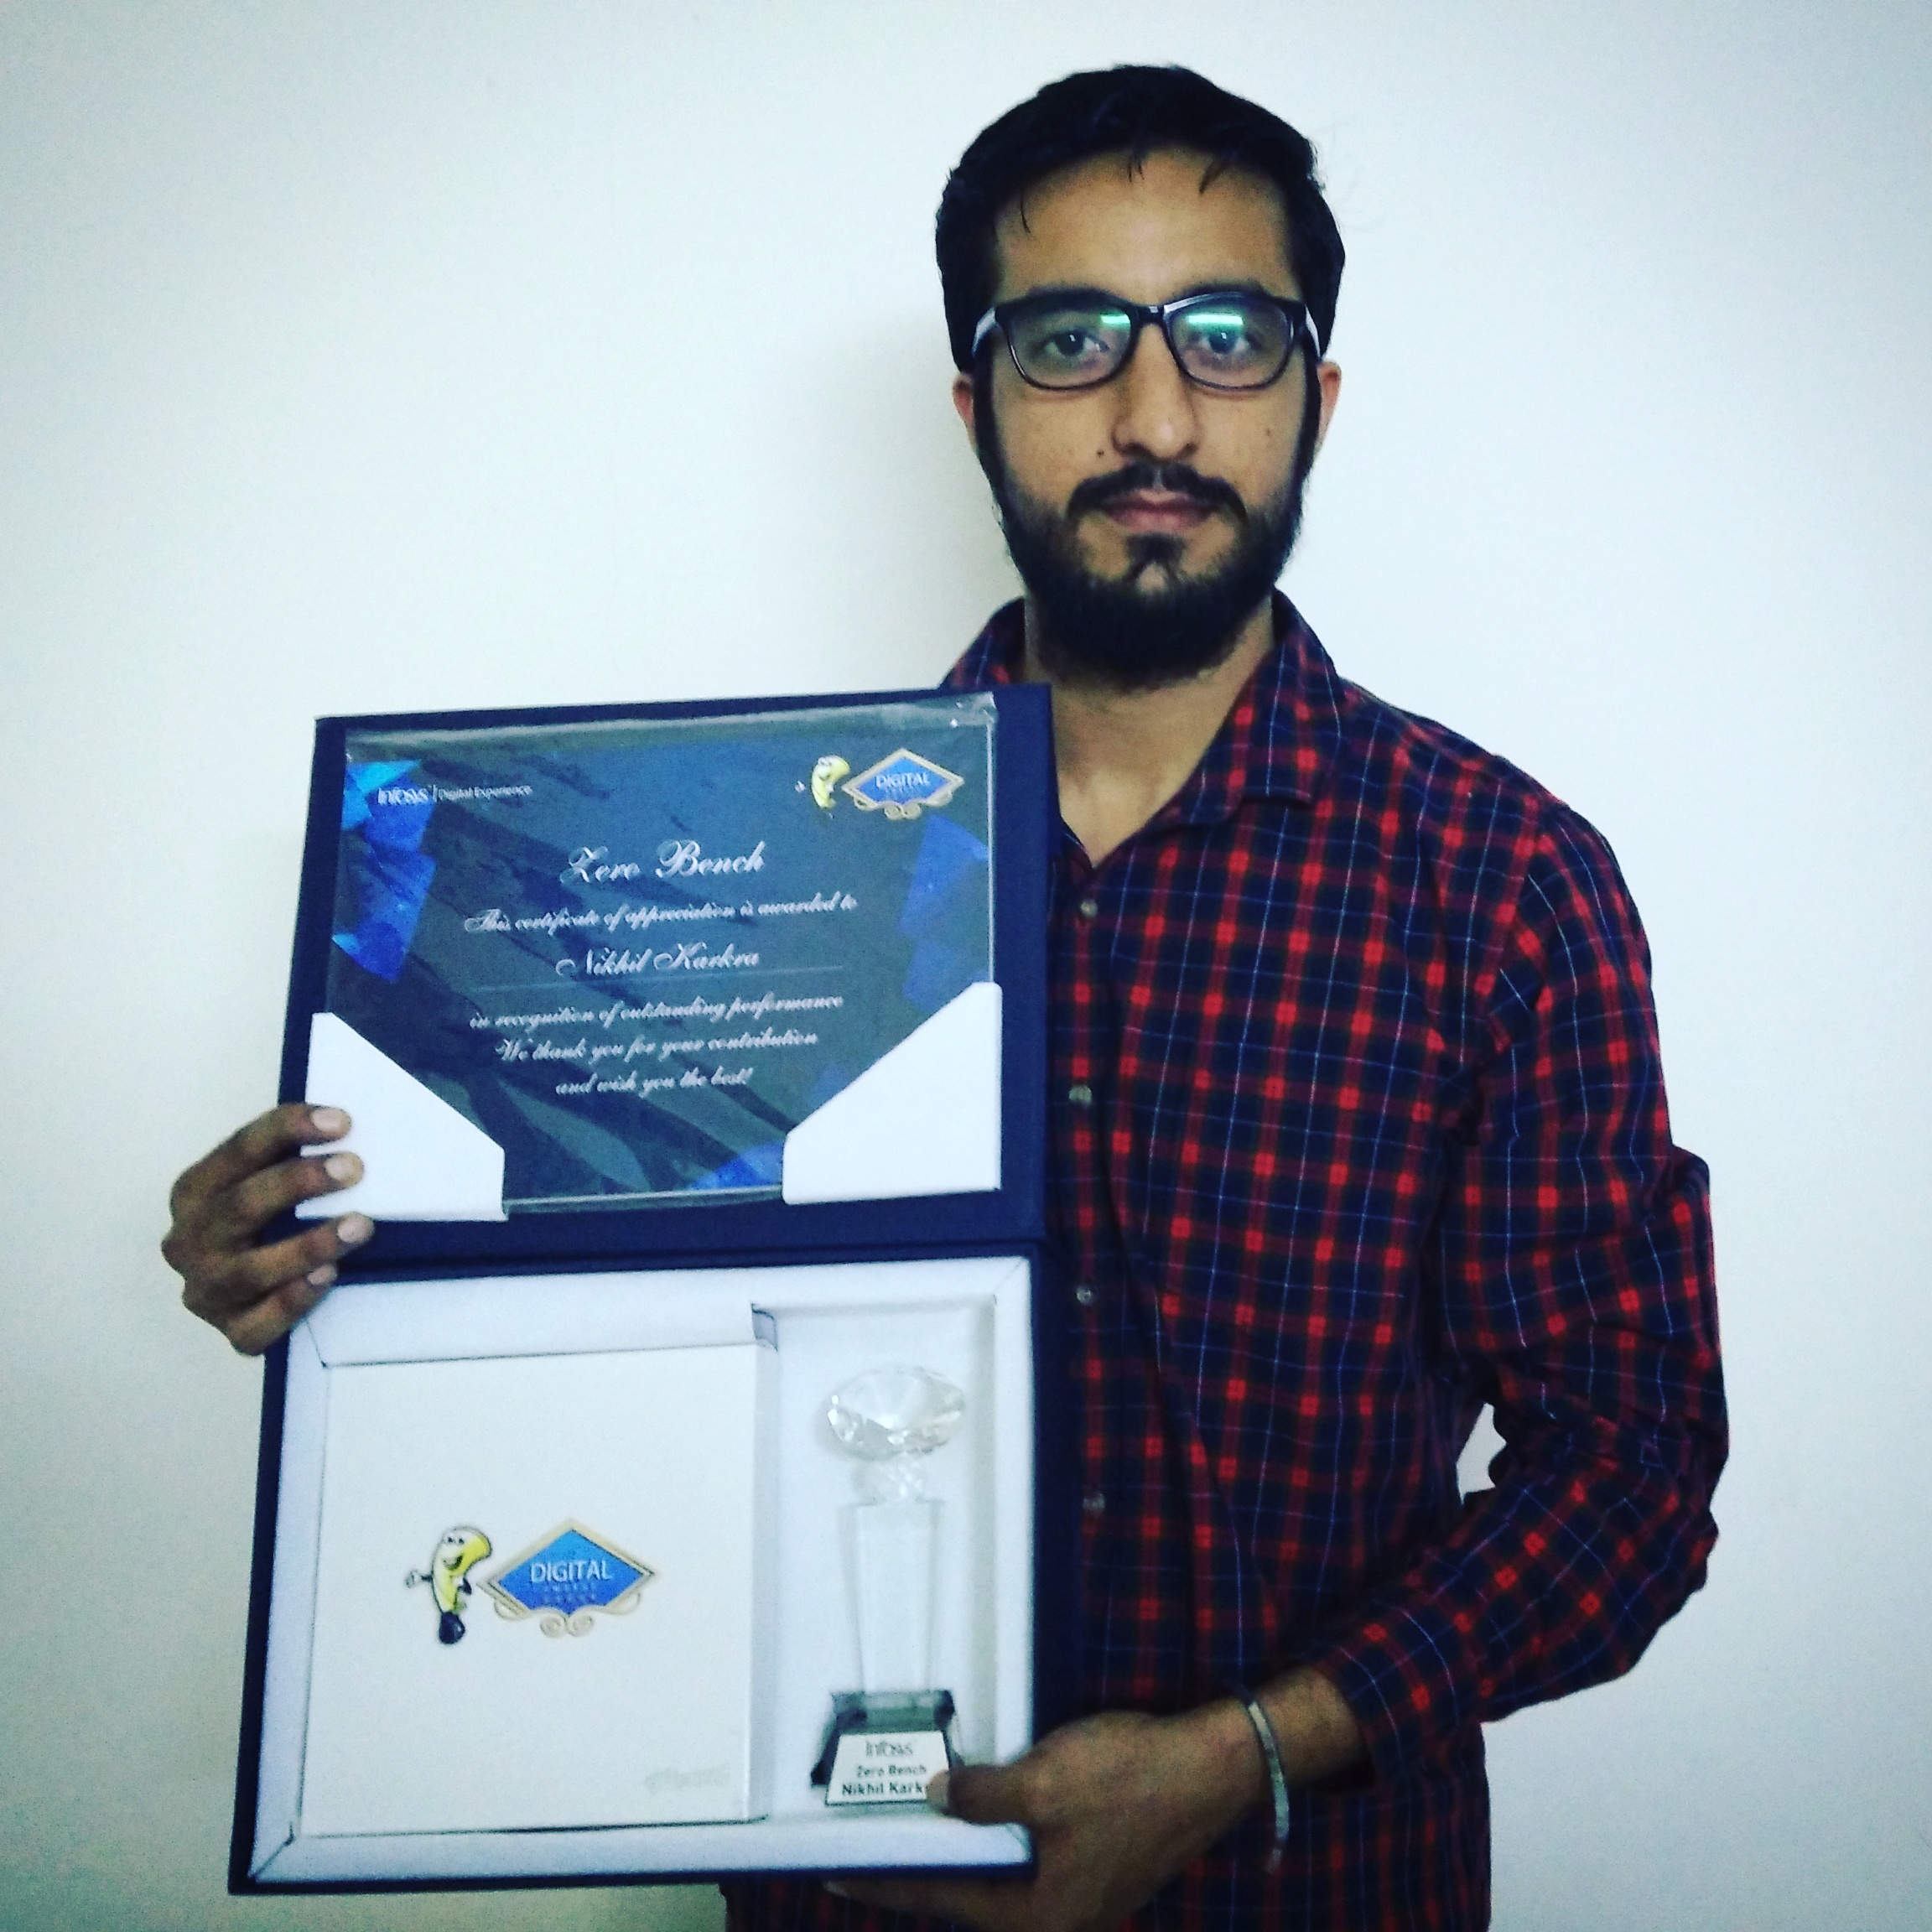 Infosys | Digital Experience
DIGITAL
Zero Bench
This certificate of appreciation is awarded to
Nikhil Karkra
in recognition of outstanding performance
We thank you for your contribution
and wish you the best!
DIGITAL
Infosys
Zero Bench
Nikhil Kark